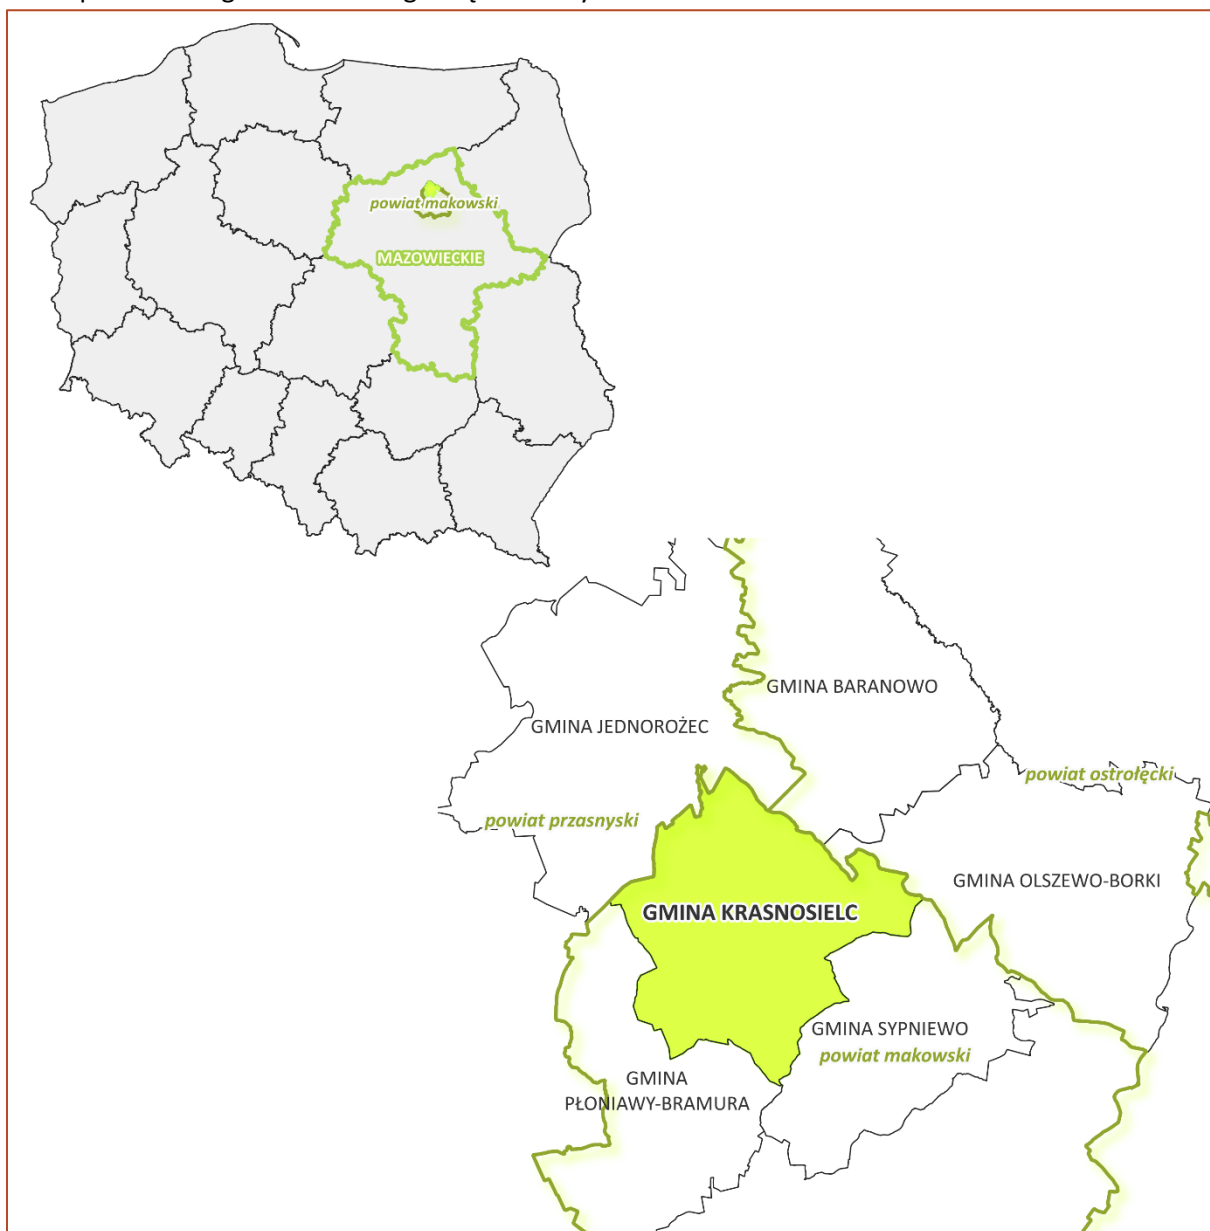 powiat makowski
MAZOWIECKIE
GMINA BARANOWO
GMINA JEDNOROŻEC
powiat ostrołęcki
powiat przasnyski
GMINA OLSZEWO-BORKI
GMINA KRASNOSIELC
GMINA SYPNIEWO
powiat makowski
GMINA
PŁONIAWY-BRAMURA